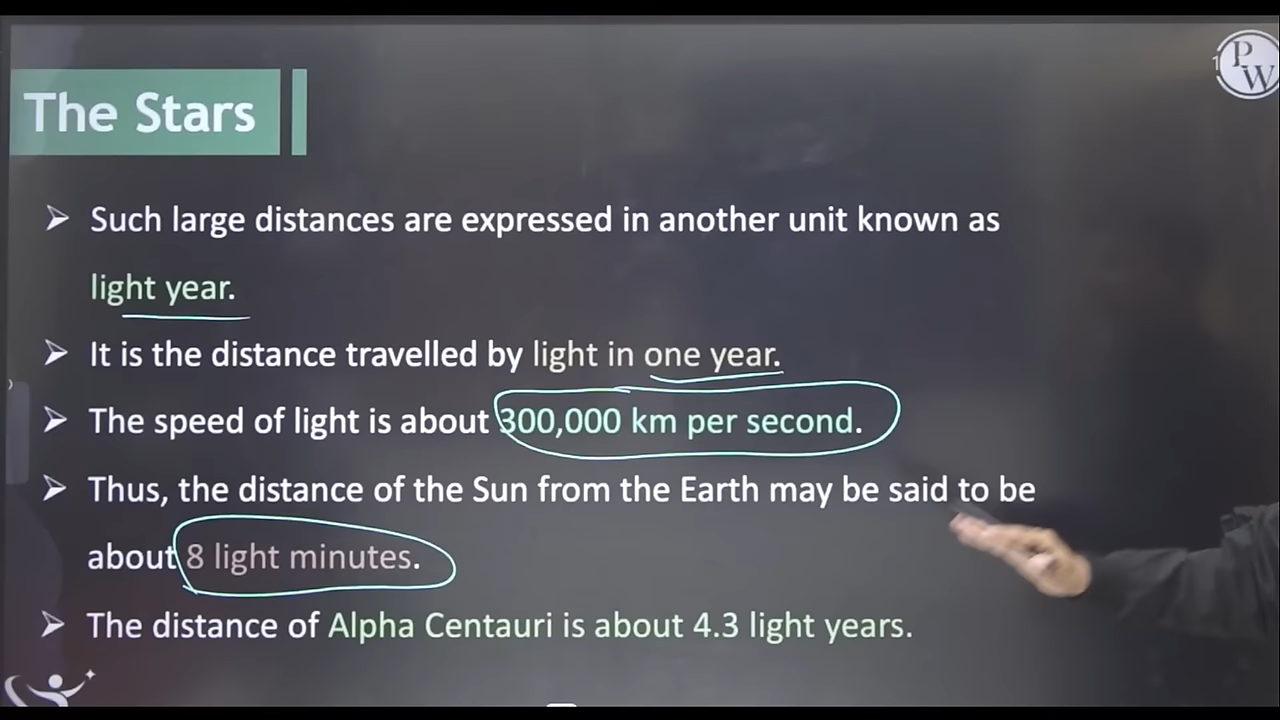 The Stars
PW
➤ Such large distances are expressed in another unit known as
light year.
➤ It is the distance travelled by light in one year.
➤ The speed of light is about 300,000 km per second.
➤ Thus, the distance of the Sun from the Earth may be said to be
about 8 light minutes.
➤ The distance of Alpha Centauri is about 4.3 light years.